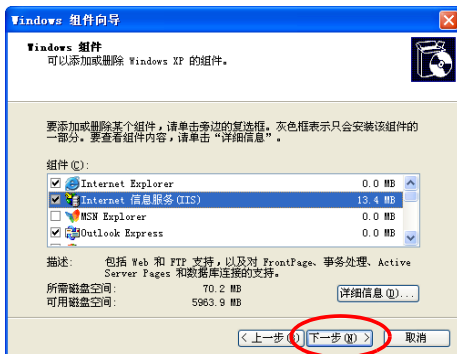 Windows 组件向导
Windows 组件
可以添加或删除 Windows XP 的组件。
要添加或删除某个组件，请单击旁边的复选框。灰色框表示只会安装该组件的
一部分。要查看组件内容，请单击“详细信息”。
组件(C):
Internet Explorer 0.0 MB
Internet 信息服务(IIS) 13.4 MB
MSN Explorer 0.0 MB
Outlook Express 0.0 MB
描述: 包括 Web 和 FTP 支持，以及对 FrontPage、事务处理、Active
Server Pages 和数据库连接的支持。
所需磁盘空间: 70.2 MB
可用磁盘空间: 5963.9 MB
详细信息(D)...
<上一步(B) 下一步(N) > 取消